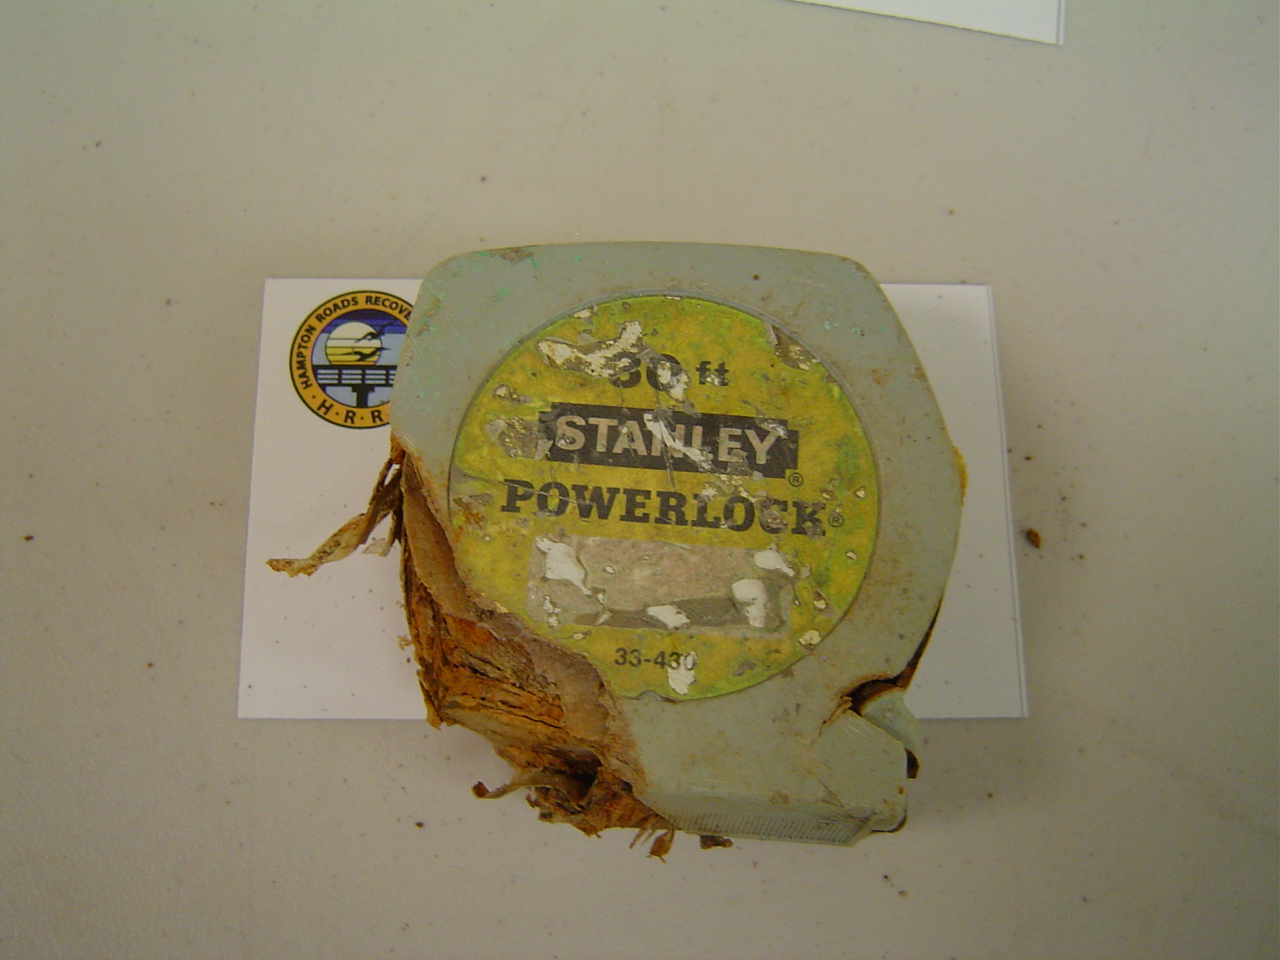 HAMPTON ROADS RECOVE
· H · R · R
30 ft
STANLEY®
POWERLOCK®
33-430